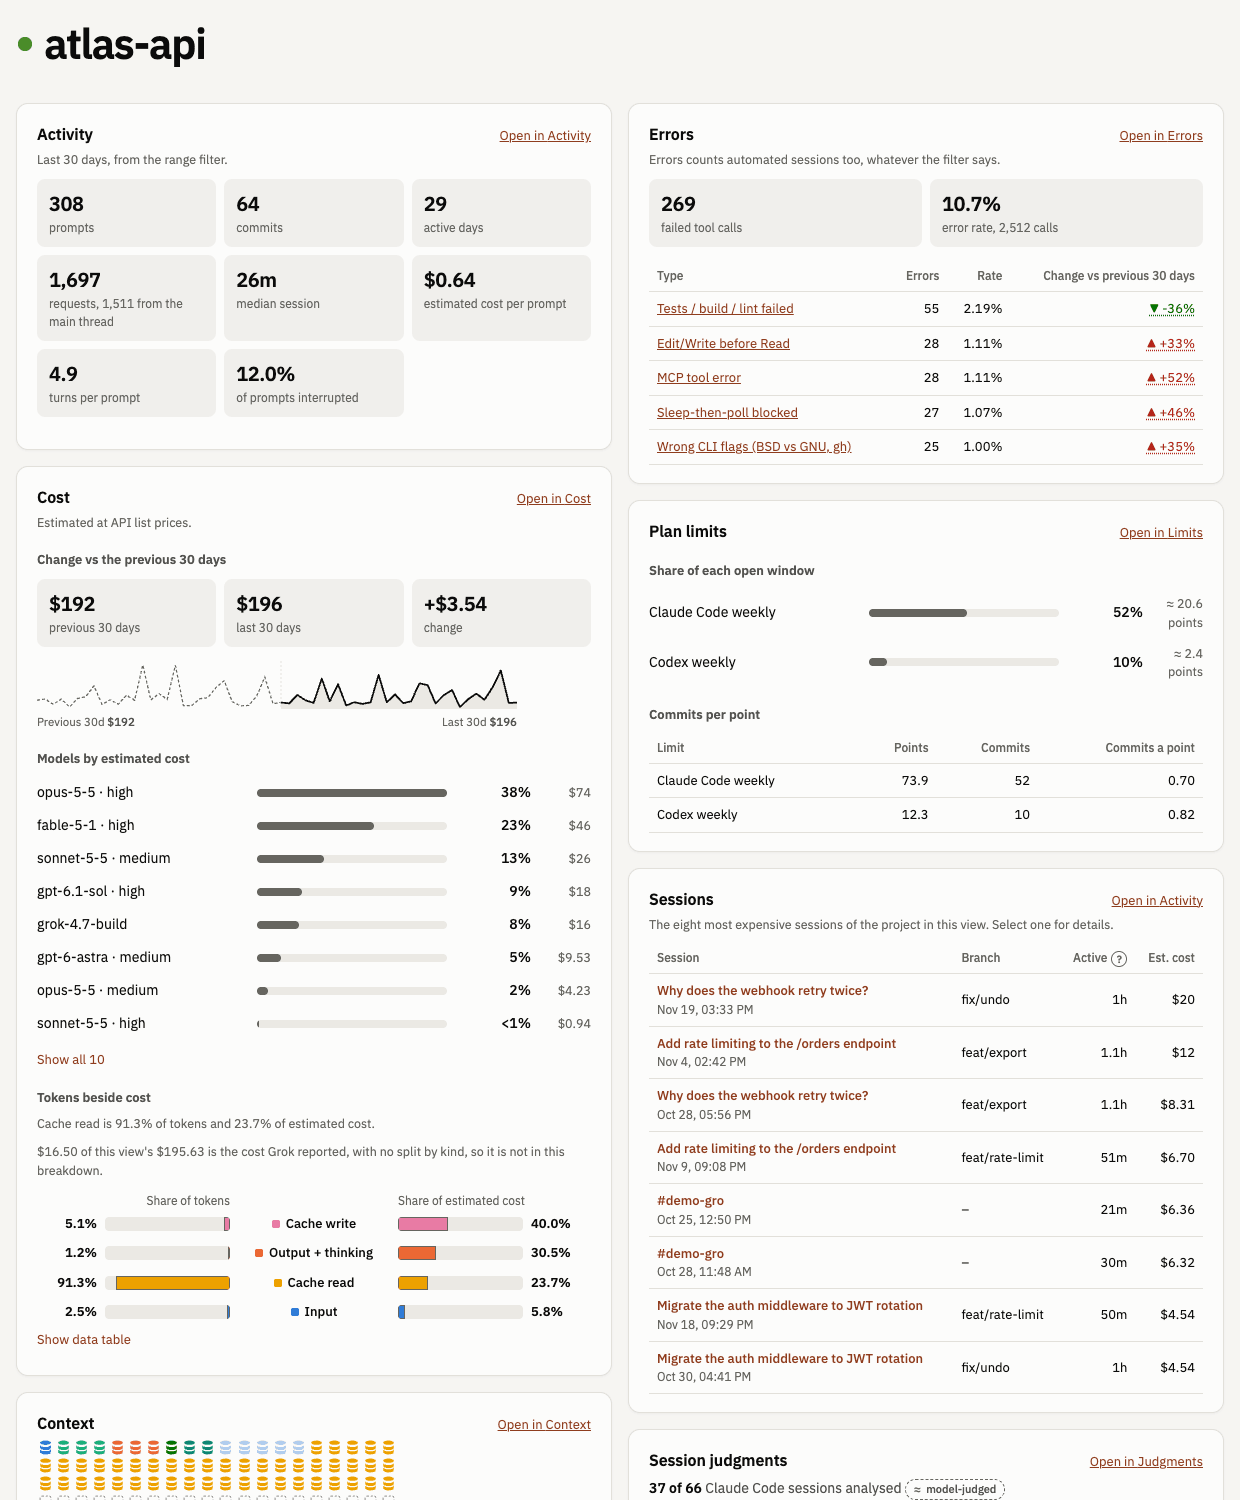 atlas-api
Activity
Open in Activity
Last 30 days, from the range filter.
308
prompts
64
commits
29
active days
1,697
requests, 1,511 from the
main thread
26m
median session
$0.64
estimated cost per prompt
4.9
turns per prompt
12.0%
of prompts interrupted
Cost
Open in Cost
Estimated at API list prices.
Change vs the previous 30 days
$192
previous 30 days
$196
last 30 days
+$3.54
change
Previous 30d $192
Last 30d $196
Models by estimated cost
opus-5-5 · high 38% $74
fable-5-1 · high 23% $46
sonnet-5-5 · medium 13% $26
gpt-6.1-sol · high 9% $18
grok-4.7-build 8% $16
gpt-6-astra · medium 5% $9.53
opus-5-5 · medium 2% $4.23
sonnet-5-5 · high <1% $0.94
Show all 10
Tokens beside cost
Cache read is 91.3% of tokens and 23.7% of estimated cost.
$16.50 of this view's $195.63 is the cost Grok reported, with no split by kind, so it is not in this
breakdown.
Share of tokens Share of estimated cost
5.1% Cache write 40.0%
1.2% Output + thinking 30.5%
91.3% Cache read 23.7%
2.5% Input 5.8%
Show data table
Context
Open in Context
Errors
Open in Errors
Errors counts automated sessions too, whatever the filter says.
269
failed tool calls
10.7%
error rate, 2,512 calls
Type Errors Rate Change vs previous 30 days
Tests / build / lint failed 55 2.19% ▼ -36%
Edit/Write before Read 28 1.11% ▲ +33%
MCP tool error 28 1.11% ▲ +52%
Sleep-then-poll blocked 27 1.07% ▲ +46%
Wrong CLI flags (BSD vs GNU, gh) 25 1.00% ▲ +35%
Plan limits
Open in Limits
Share of each open window
Claude Code weekly 52% ≈ 20.6
points
Codex weekly 10% ≈ 2.4
points
Commits per point
Limit Points Commits Commits a point
Claude Code weekly 73.9 52 0.70
Codex weekly 12.3 10 0.82
Sessions
Open in Activity
The eight most expensive sessions of the project in this view. Select one for details.
Session Branch Active ? Est. cost
Why does the webhook retry twice?
Nov 19, 03:33 PM
fix/undo 1h $20
Add rate limiting to the /orders endpoint
Nov 4, 02:42 PM
feat/export 1.1h $12
Why does the webhook retry twice?
Oct 28, 05:56 PM
feat/export 1.1h $8.31
Add rate limiting to the /orders endpoint
Nov 9, 09:08 PM
feat/rate-limit 51m $6.70
#demo-gro
Oct 25, 12:50 PM
– 21m $6.36
#demo-gro
Oct 28, 11:48 AM
– 30m $6.32
Migrate the auth middleware to JWT rotation
Nov 18, 09:29 PM
feat/rate-limit 50m $4.54
Migrate the auth middleware to JWT rotation
Oct 30, 04:41 PM
fix/undo 1h $4.54
Session judgments
Open in Judgments
37 of 66 Claude Code sessions analysed ≈ model-judged